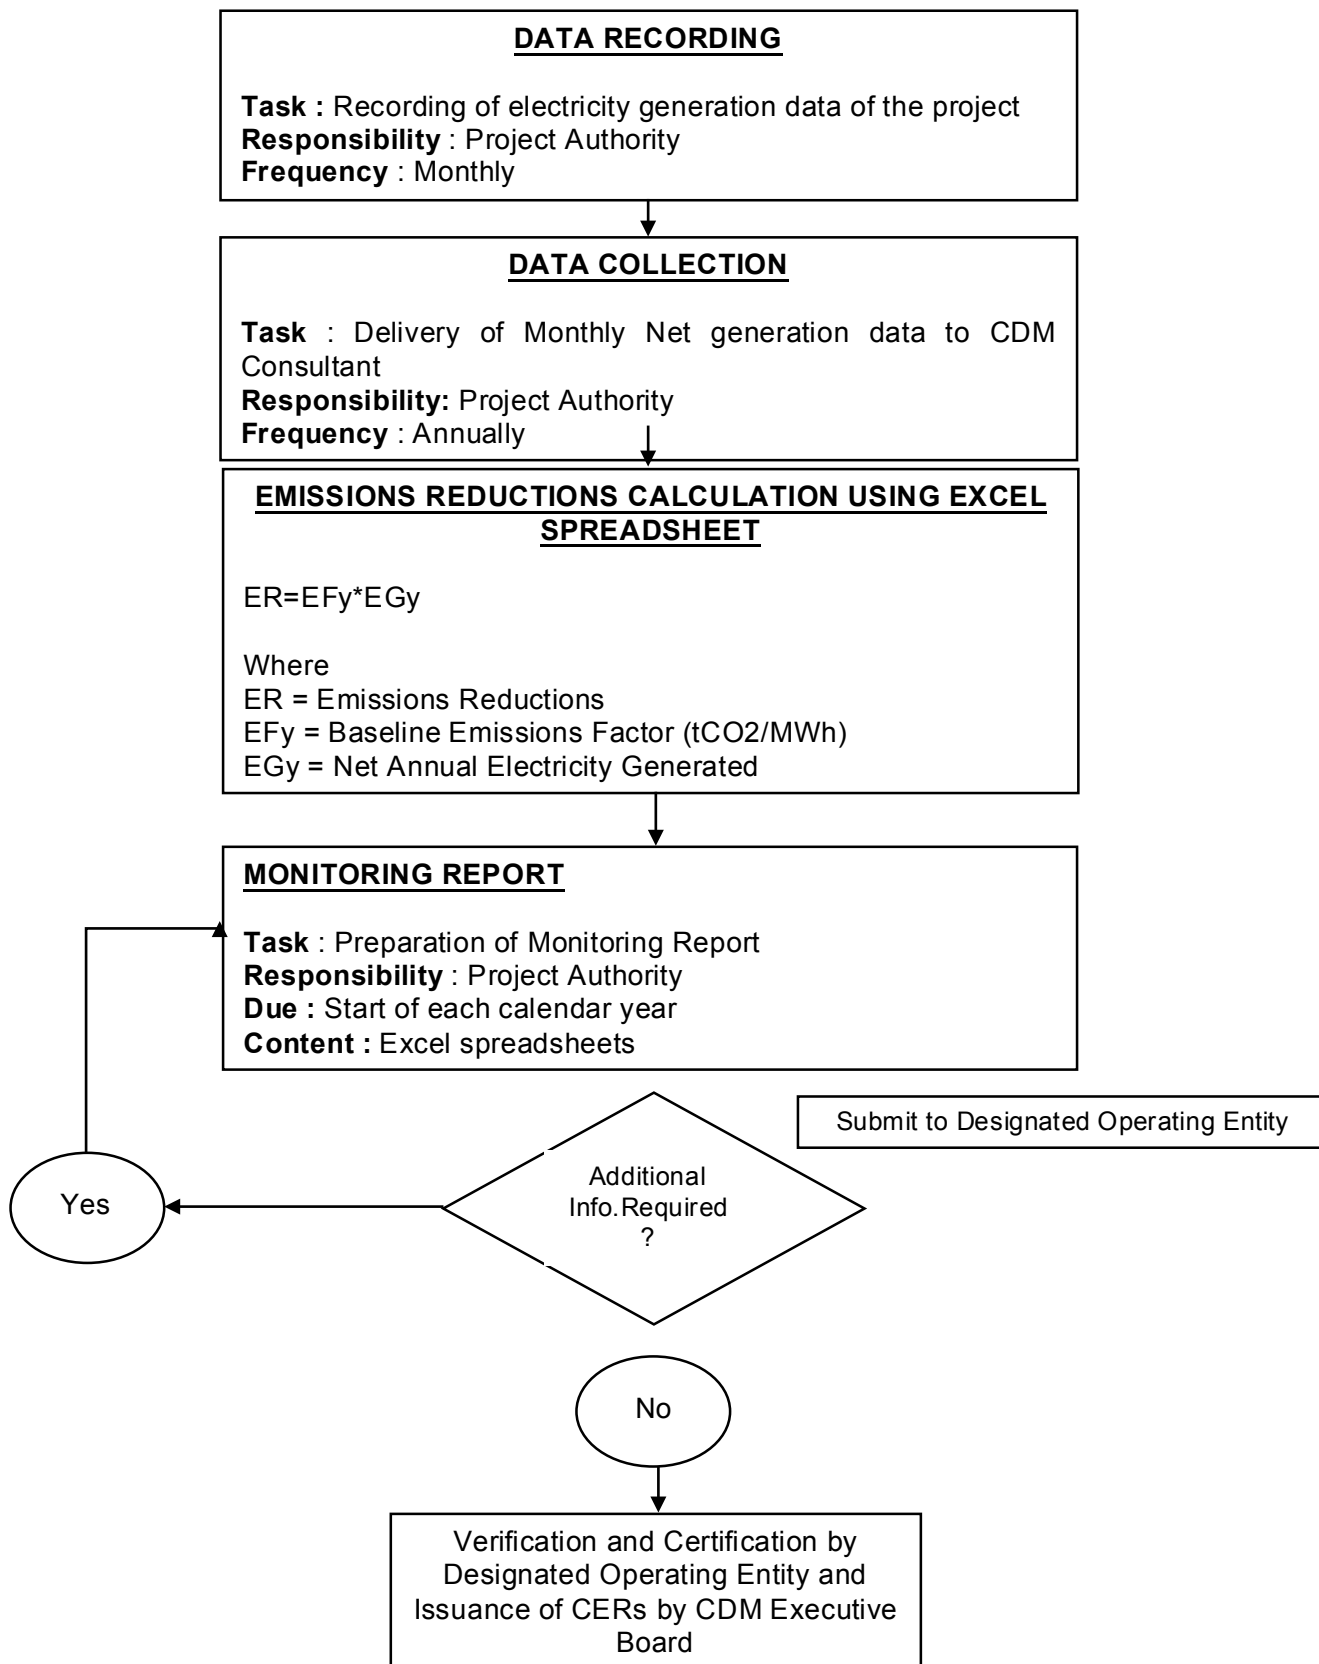 DATA RECORDING
Task : Recording of electricity generation data of the project
Responsibility : Project Authority
Frequency : Monthly
DATA COLLECTION
Task : Delivery of Monthly Net generation data to CDM
Consultant
Responsibility: Project Authority
Frequency : Annually
EMISSIONS REDUCTIONS CALCULATION USING EXCEL
SPREADSHEET
ER=EFy*EGy
Where
ER = Emissions Reductions
EFy = Baseline Emissions Factor (tCO2/MWh)
EGy = Net Annual Electricity Generated
MONITORING REPORT
Task : Preparation of Monitoring Report
Responsibility : Project Authority
Due : Start of each calendar year
Content : Excel spreadsheets
Submit to Designated Operating Entity
Additional
Info.Required
?
Yes
No
Verification and Certification by
Designated Operating Entity and
Issuance of CERs by CDM Executive
Board